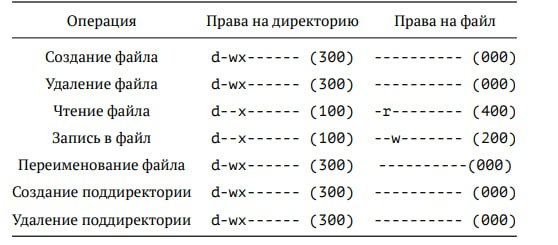 Операция Права на директорию Права на файл
Создание файла d-wx------ (300) ---------- (000)
Удаление файла d-wx------ (300) ---------- (000)
Чтение файла d--x------ (100) -r-------- (400)
Запись в файл d--x------ (100) --w------- (200)
Переименование файла d-wx------ (300) ----------(000)
Создание поддиректории d-wx------ (300) ---------- (000)
Удаление поддиректории d-wx------ (300) ---------- (000)